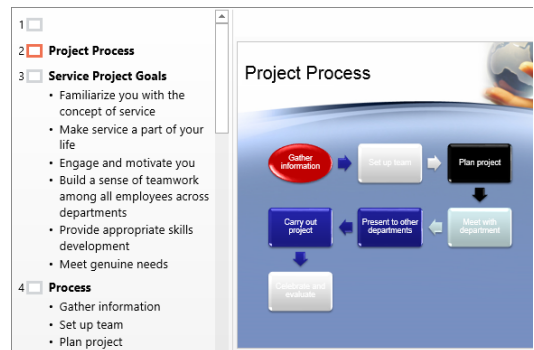 1
2 Project Process
3 Service Project Goals
• Familiarize you with the
concept of service
• Make service a part of your
life
• Engage and motivate you
• Build a sense of teamwork
among all employees across
departments
• Provide appropriate skills
development
• Meet genuine needs
4 Process
• Gather information
• Set up team
• Plan project
Project Process
Gather
information
Set up team
Plan project
Carry out
project
Present to other
departments
Meet with
department
Celebrate and
evaluate